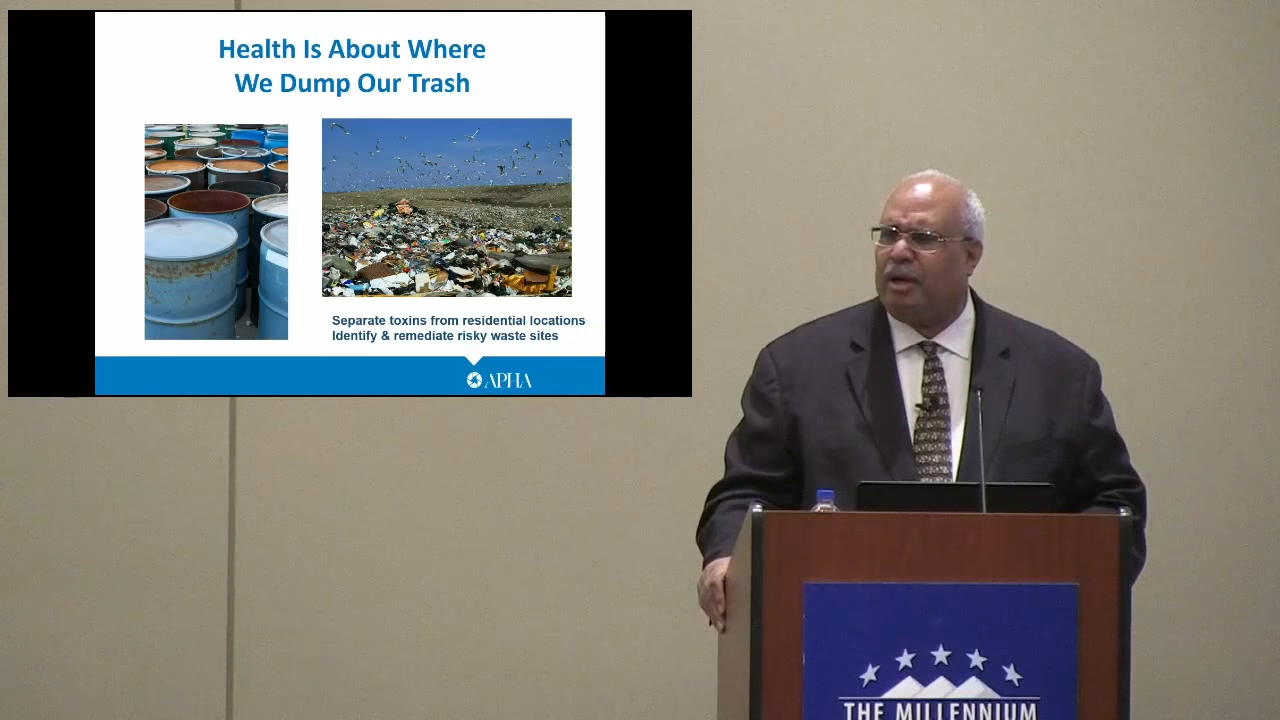 Health Is About Where
We Dump Our Trash
Separate toxins from residential locations
Identify & remediate risky waste sites
APHA
THE MILLENNIUM